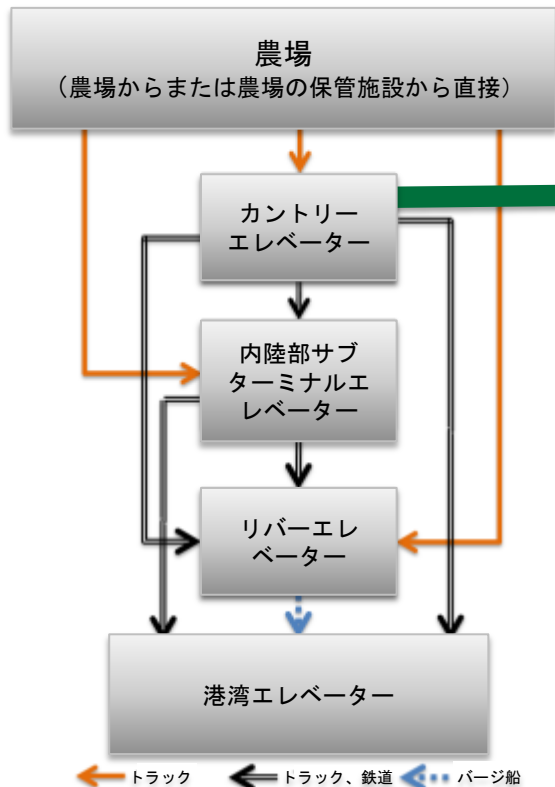 農場
（農場からまたは農場の保管施設から直接）
カントリー
エレベーター
内陸部サブ
ターミナルエ
レベーター
リバーエレ
ベーター
港湾エレベーター
トラック
トラック、鉄道
バージ船